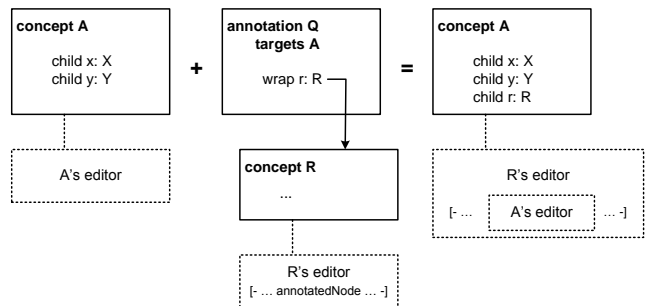 concept A
child x: X
child y: Y
A's editor
+
annotation Q
targets A
wrap r: R
concept R
...
R's editor
[- ... annotatedNode ... -]
=
concept A
child x: X
child y: Y
child r: R
R's editor
[- ... A's editor ... -]